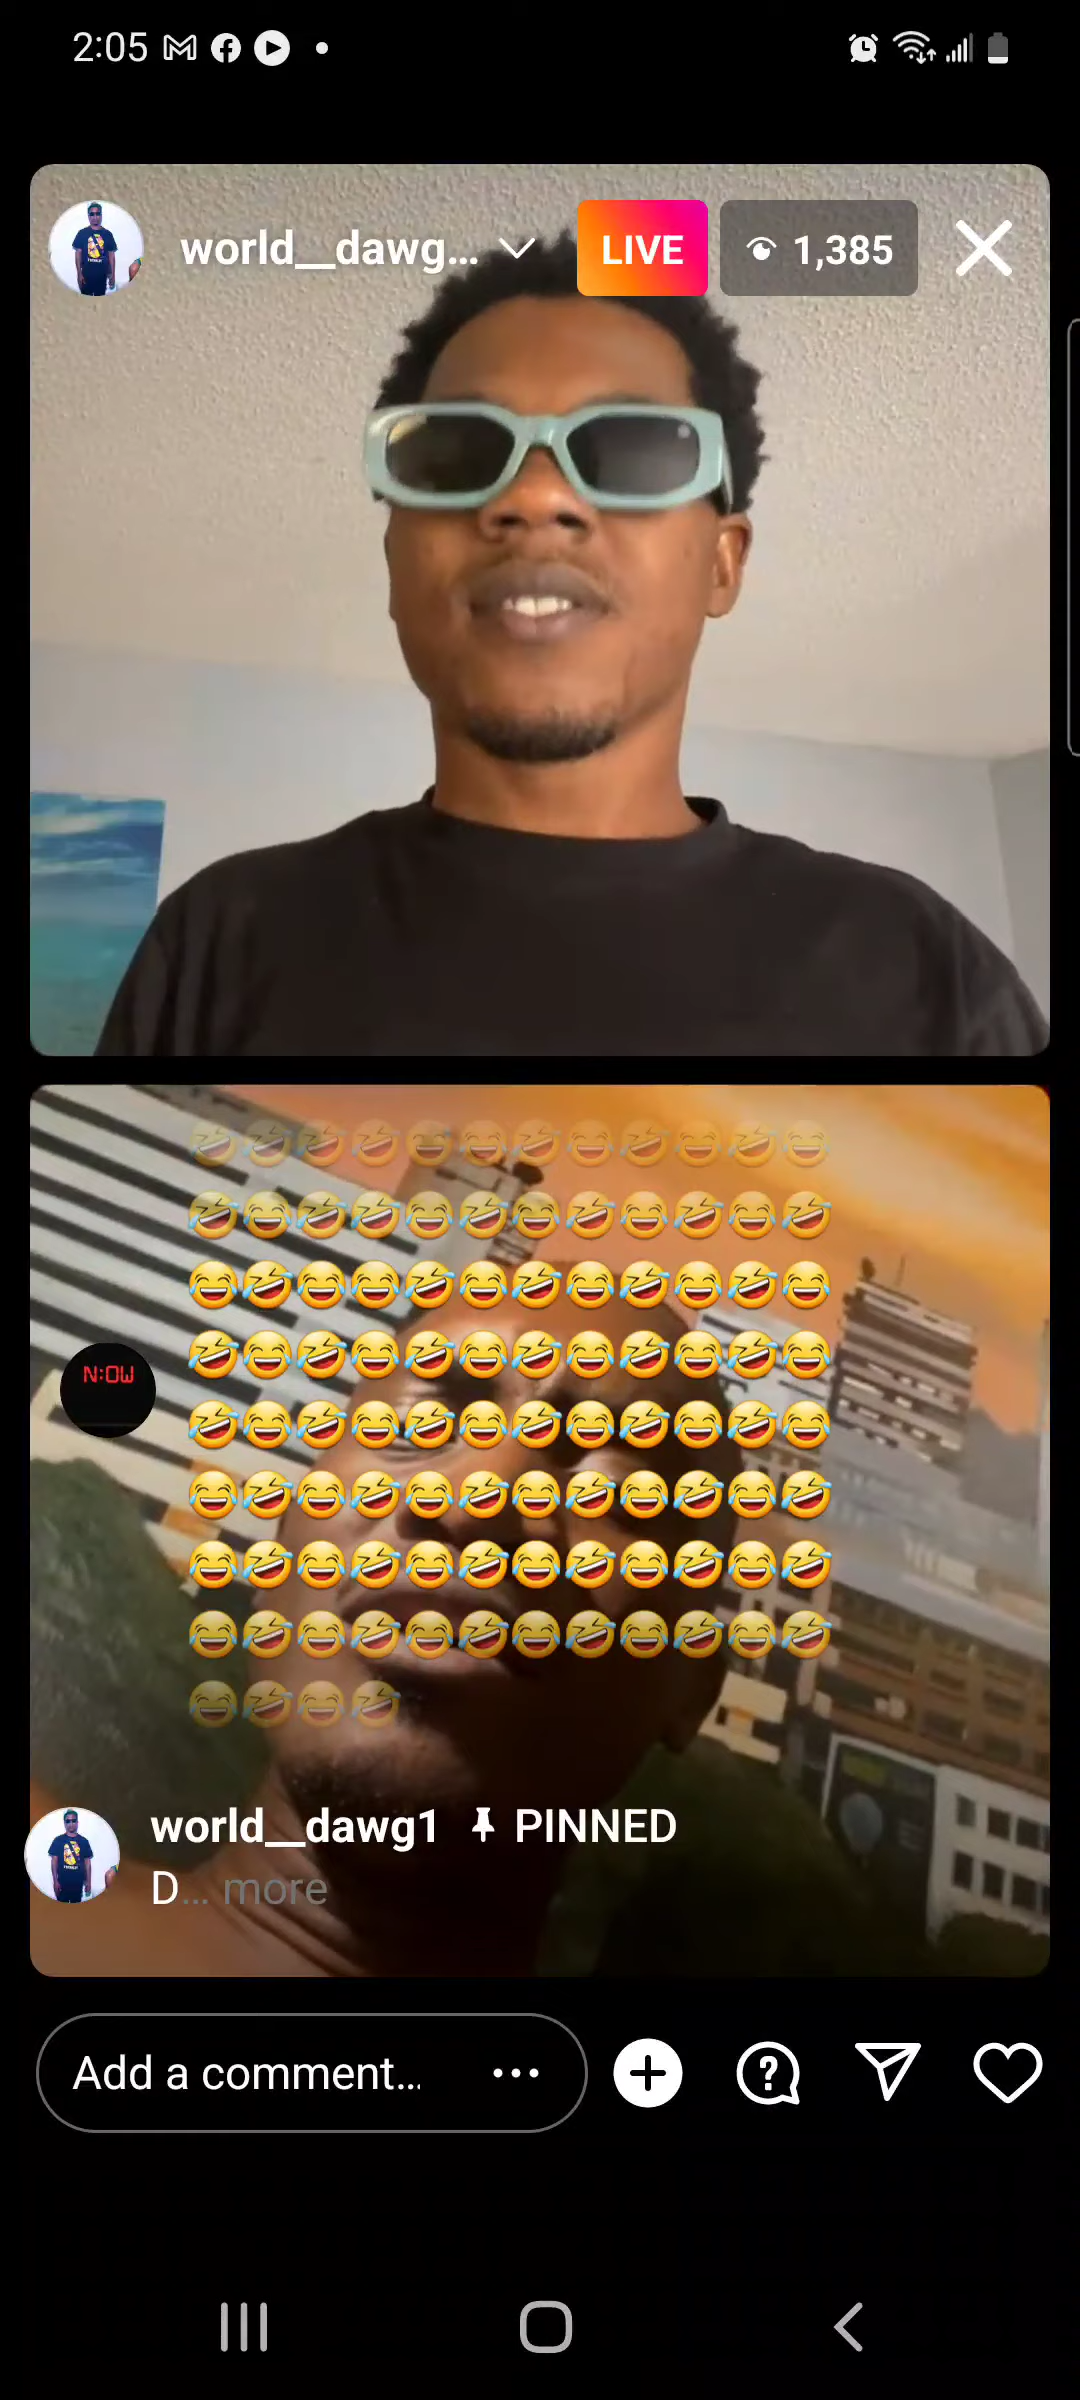 2:05
world__dawg...
LIVE
1,385
N:OW
🤣🤣🤣🤣😂😂🤣😂🤣😂🤣😂
🤣😂🤣🤣😂🤣😂🤣😂🤣😂🤣
😂🤣😂😂🤣😂🤣😂🤣😂🤣😂
🤣😂🤣😂🤣😂🤣😂🤣😂🤣😂
🤣😂🤣😂🤣😂🤣😂🤣😂🤣😂
😂🤣😂🤣😂🤣😂🤣😂🤣😂🤣
😂🤣😂🤣😂🤣😂🤣😂🤣😂🤣
😂🤣😂🤣😂🤣😂🤣😂🤣😂🤣
😂🤣😂🤣
world__dawg1 PINNED
D... more
Add a comment...